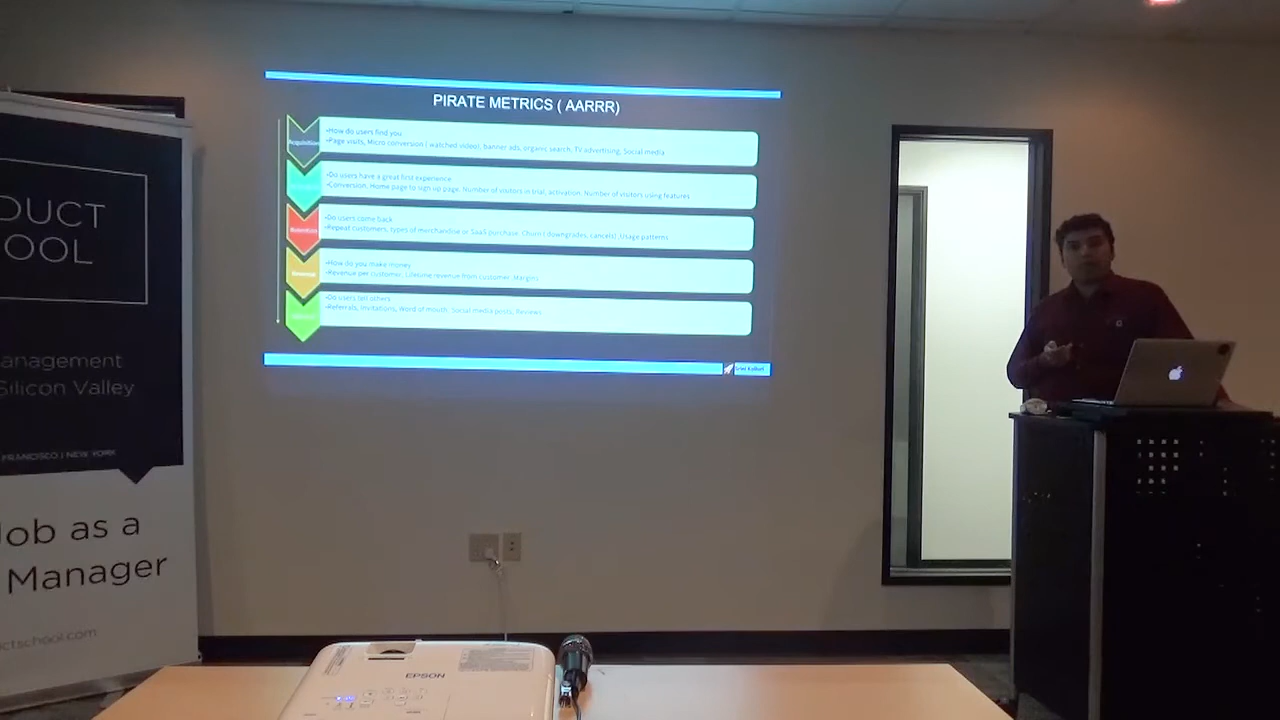 PIRATE METRICS ( AARRR)
Acquisition
•How do users find you
•Page visits, Micro conversion ( watched videos, banner ads, organic search, TV advertising, Social media
•Do users have a great first experience
•Conversion, Home page to sign up page, Number of visitors in trial, activation, Number of visitors using features
Retention
•Do users come back
•Repeat customers, types of merchandise or SaaS purchase, Churn ( downgrades, cancels), Usage patterns
Revenue
•How do you make money
•Revenue per customer, Lifetime revenue from customer, Margins
•Do users tell others
•Referrals, Invitations, Word of mouth, Social media posts, Reviews
DUCT
OOL
anagement
Silicon Valley
FRANCISCO | NEW YORK
Job as a
Manager
ctschool.com
EPSON